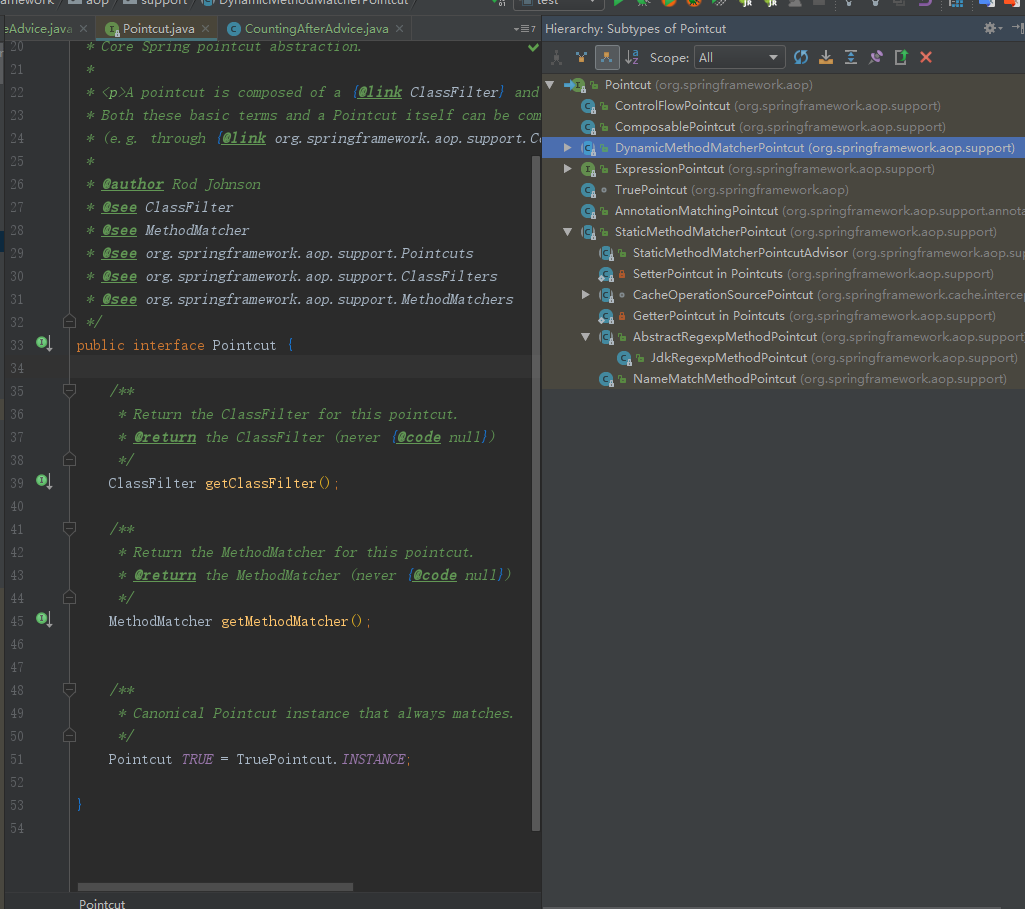 amework aop support DynamicMethodMatcherPointcut
test
eAdvice.java Pointcut.java CountingAfterAdvice.java
Hierarchy: Subtypes of Pointcut
Scope: All
20 * Core Spring pointcut abstraction.
21 *
22 * <p>A pointcut is composed of a {@link ClassFilter} and
23 * Both these basic terms and a Pointcut itself can be com
24 * (e.g. through {@link org.springframework.aop.support.Co
25 *
26 * @author Rod Johnson
27 * @see ClassFilter
28 * @see MethodMatcher
29 * @see org.springframework.aop.support.Pointcuts
30 * @see org.springframework.aop.support.ClassFilters
31 * @see org.springframework.aop.support.MethodMatchers
32 */
33 public interface Pointcut {
34
35 /**
36 * Return the ClassFilter for this pointcut.
37 * @return the ClassFilter (never {@code null})
38 */
39 ClassFilter getClassFilter();
40
41 /**
42 * Return the MethodMatcher for this pointcut.
43 * @return the MethodMatcher (never {@code null})
44 */
45 MethodMatcher getMethodMatcher();
46
47
48 /**
49 * Canonical Pointcut instance that always matches.
50 */
51 Pointcut TRUE = TruePointcut.INSTANCE;
52
53 }
54
Pointcut
Pointcut (org.springframework.aop)
ControlFlowPointcut (org.springframework.aop.support)
ComposablePointcut (org.springframework.aop.support)
DynamicMethodMatcherPointcut (org.springframework.aop.support)
ExpressionPointcut (org.springframework.aop.support)
TruePointcut (org.springframework.aop)
AnnotationMatchingPointcut (org.springframework.aop.support.annota
StaticMethodMatcherPointcut (org.springframework.aop.support)
StaticMethodMatcherPointcutAdvisor (org.springframework.aop.su
SetterPointcut in Pointcuts (org.springframework.aop.support)
CacheOperationSourcePointcut (org.springframework.cache.interce
GetterPointcut in Pointcuts (org.springframework.aop.support)
AbstractRegexpMethodPointcut (org.springframework.aop.support)
JdkRegexpMethodPointcut (org.springframework.aop.support)
NameMatchMethodPointcut (org.springframework.aop.support)